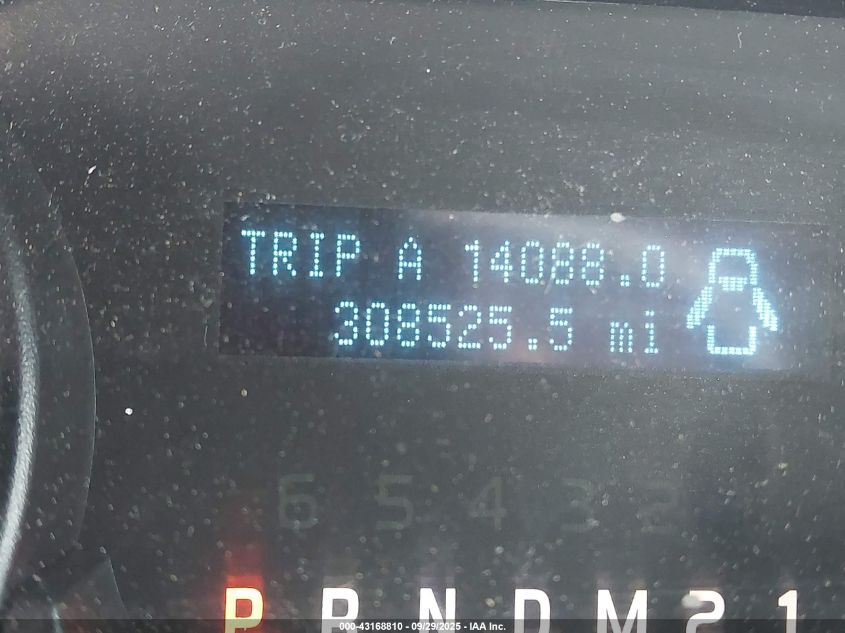 TRIP A 14088.0
308525.5 mi
6 5 4 3 2
P R N D M 2 1
000-43168810 - 09/29/2025 - IAA Inc.